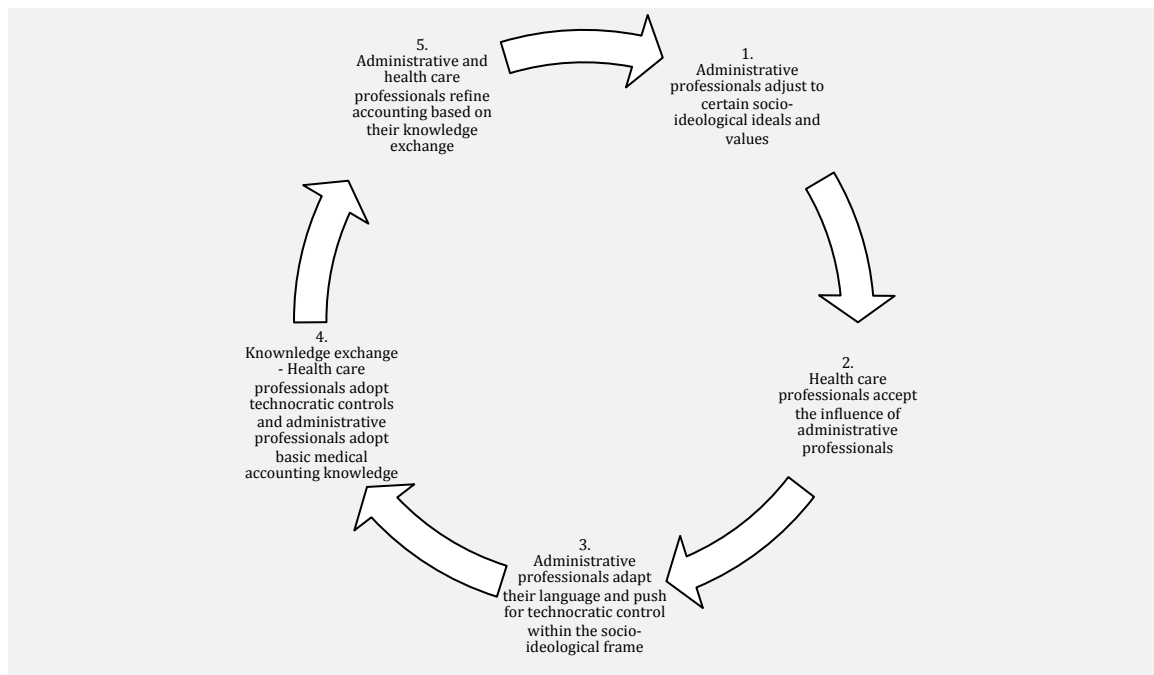 1.
Administrative
professionals adjust to
certain socio-
ideological ideals and
values
2.
Health care
professionals accept
the influence of
administrative
professionals
3.
Administrative
professionals adapt
their language and push
for technocratic control
within the socio-
ideological frame
4.
Knownledge exchange
- Health care
professionals adopt
technocratic controls
and administrative
professionals adopt
basic medical
accounting knowledge
5.
Administrative and
health care
professionals refine
accounting based on
their knowledge
exchange